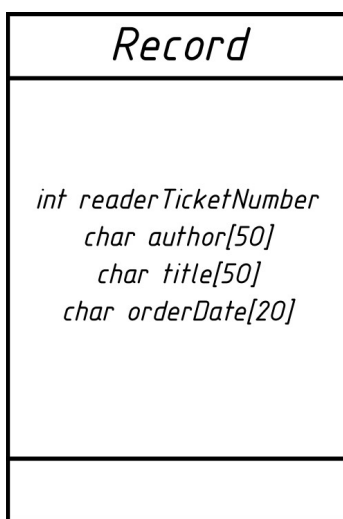 Record
int readerTicketNumber
char author[50]
char title[50]
char orderDate[20]